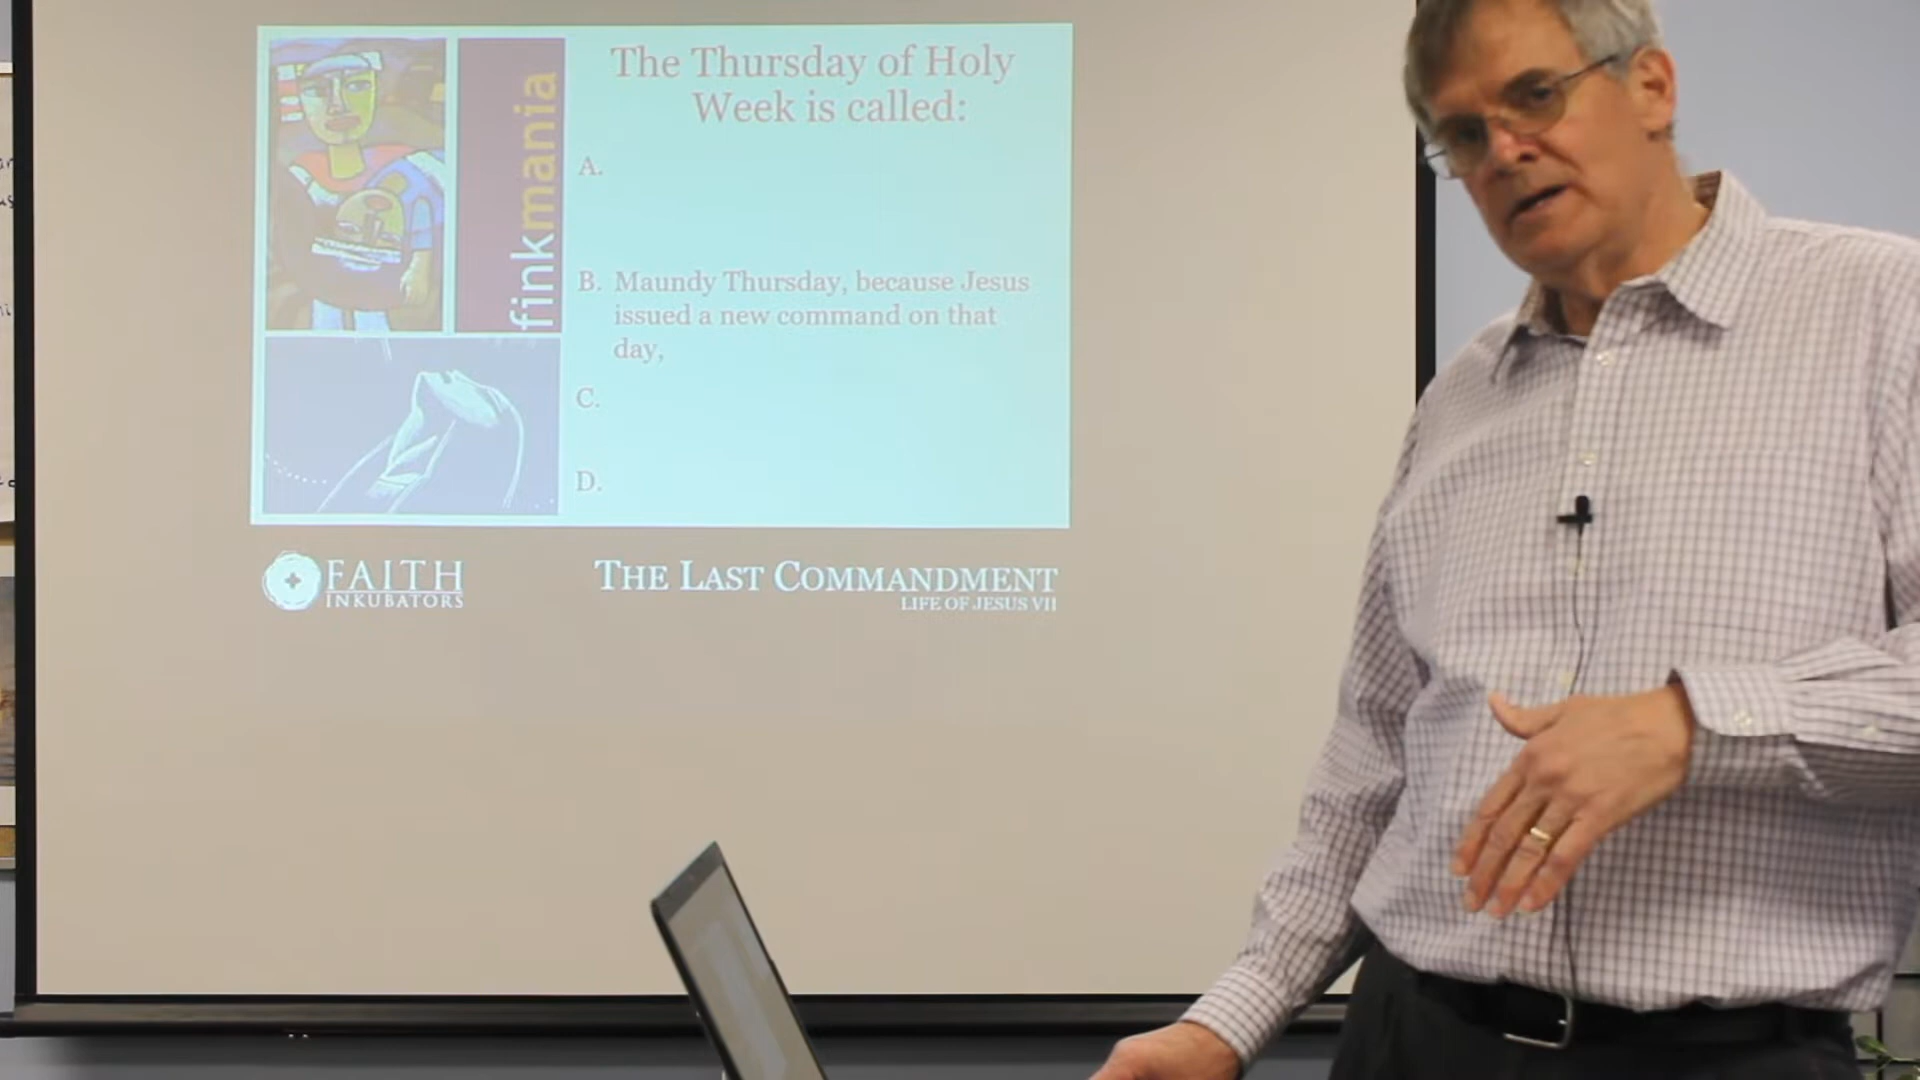 The Thursday of Holy
Week is called:
finkmania
A.
B. Maundy Thursday, because Jesus
issued a new command on that
day,
C.
D.
FAITH
INKUBATORS
THE LAST COMMANDMENT
LIFE OF JESUS VII